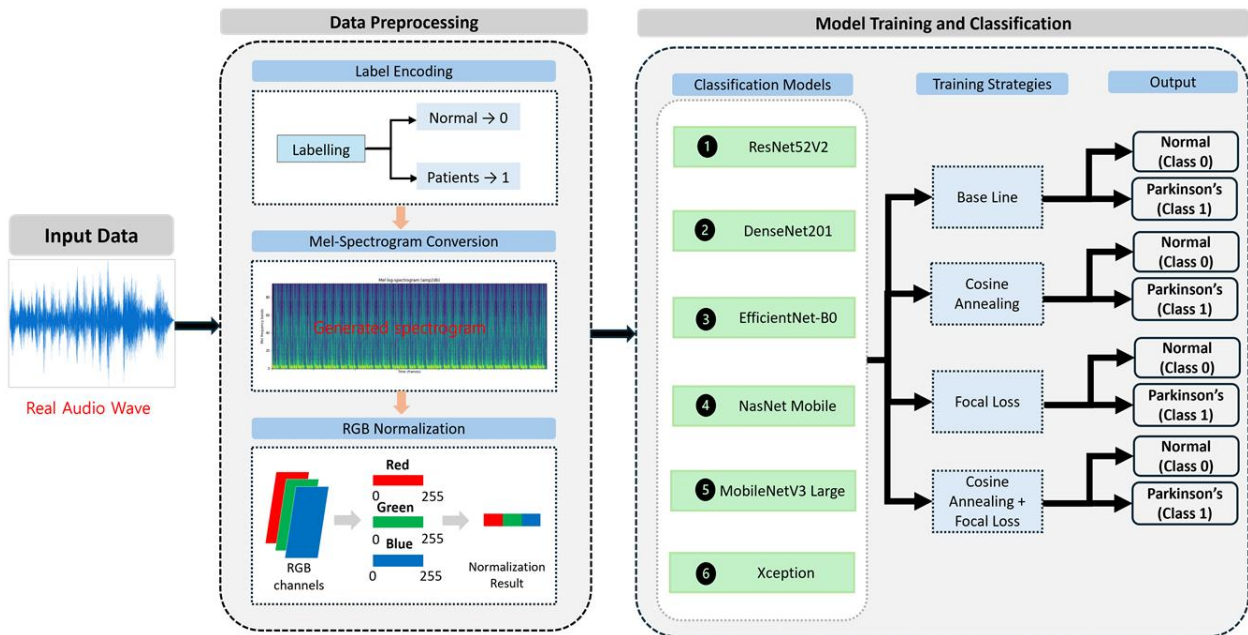 Data Preprocessing
Model Training and Classification
Input Data
Real Audio Wave
Label Encoding
Labelling
Normal → 0
Patients → 1
Mel-Spectrogram Conversion
Generated spectrogram
RGB Normalization
RGB
channels
Red
0 255
Green
0 255
Blue
0 255
Normalization
Result
Classification Models
1 ResNet52V2
2 DenseNet201
3 EfficientNet-B0
4 NasNet Mobile
5 MobileNetV3 Large
6 Xception
Training Strategies
Base Line
Cosine
Annealing
Focal Loss
Cosine
Annealing +
Focal Loss
Output
Normal
(Class 0)
Parkinson's
(Class 1)
Normal
(Class 0)
Parkinson's
(Class 1)
Normal
(Class 0)
Parkinson's
(Class 1)
Normal
(Class 0)
Parkinson's
(Class 1)